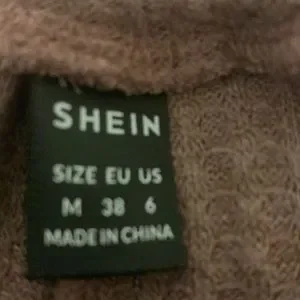 SHEIN
SIZE EU US
M 38 6
MADE IN CHINA